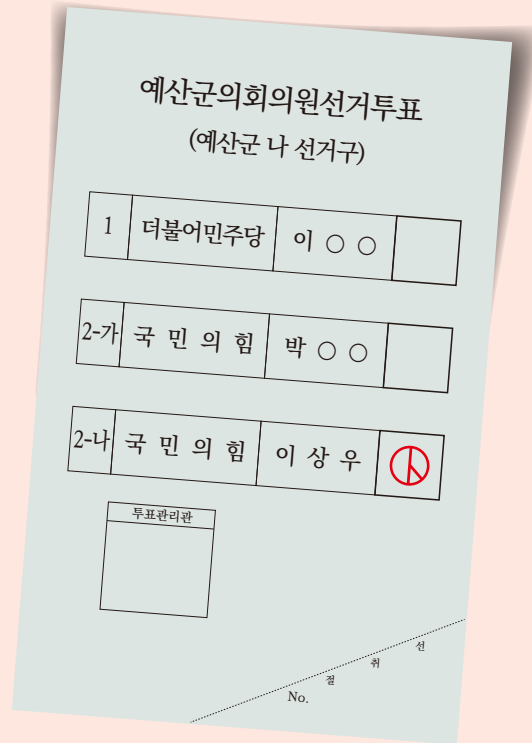 예산군의회의원선거투표
(예산군 나 선거구)
1 더불어민주당 이 ○ ○
2-가 국 민 의 힘 박 ○ ○
2-나 국 민 의 힘 이 상 우
투표관리관
절 취 선
No.